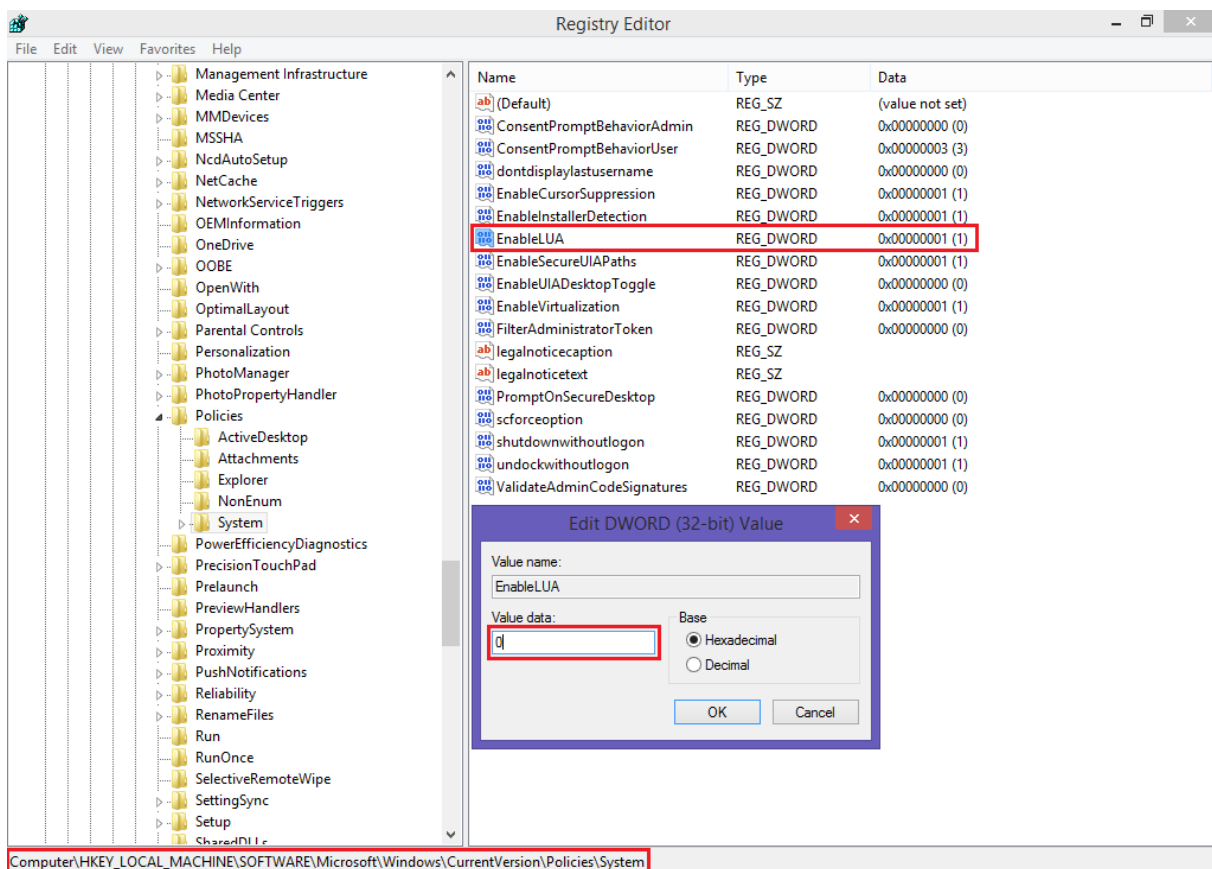 Registry Editor
File Edit View Favorites Help
Management Infrastructure
Media Center
MMDevices
MSSHA
NcdAutoSetup
NetCache
NetworkServiceTriggers
OEMInformation
OneDrive
OOBE
OpenWith
OptimalLayout
Parental Controls
Personalization
PhotoManager
PhotoPropertyHandler
Policies
ActiveDesktop
Attachments
Explorer
NonEnum
System
PowerEfficiencyDiagnostics
PrecisionTouchPad
Prelaunch
PreviewHandlers
PropertySystem
Proximity
PushNotifications
Reliability
RenameFiles
Run
RunOnce
SelectiveRemoteWipe
SettingSync
Setup
SharedDLLs
Name Type Data
(Default) REG_SZ (value not set)
ConsentPromptBehaviorAdmin REG_DWORD 0x00000000 (0)
ConsentPromptBehaviorUser REG_DWORD 0x00000003 (3)
dontdisplaylastusername REG_DWORD 0x00000000 (0)
EnableCursorSuppression REG_DWORD 0x00000001 (1)
EnableInstallerDetection REG_DWORD 0x00000001 (1)
EnableLUA REG_DWORD 0x00000001 (1)
EnableSecureUIAPaths REG_DWORD 0x00000001 (1)
EnableUIADesktopToggle REG_DWORD 0x00000000 (0)
EnableVirtualization REG_DWORD 0x00000001 (1)
FilterAdministratorToken REG_DWORD 0x00000000 (0)
legalnoticecaption REG_SZ
legalnoticetext REG_SZ
PromptOnSecureDesktop REG_DWORD 0x00000000 (0)
scforceoption REG_DWORD 0x00000000 (0)
shutdownwithoutlogon REG_DWORD 0x00000001 (1)
undockwithoutlogon REG_DWORD 0x00000001 (1)
ValidateAdminCodeSignatures REG_DWORD 0x00000000 (0)
Edit DWORD (32-bit) Value
Value name:
EnableLUA
Value data: Base
0 Hexadecimal
Decimal
OK Cancel
Computer\HKEY_LOCAL_MACHINE\SOFTWARE\Microsoft\Windows\CurrentVersion\Policies\System